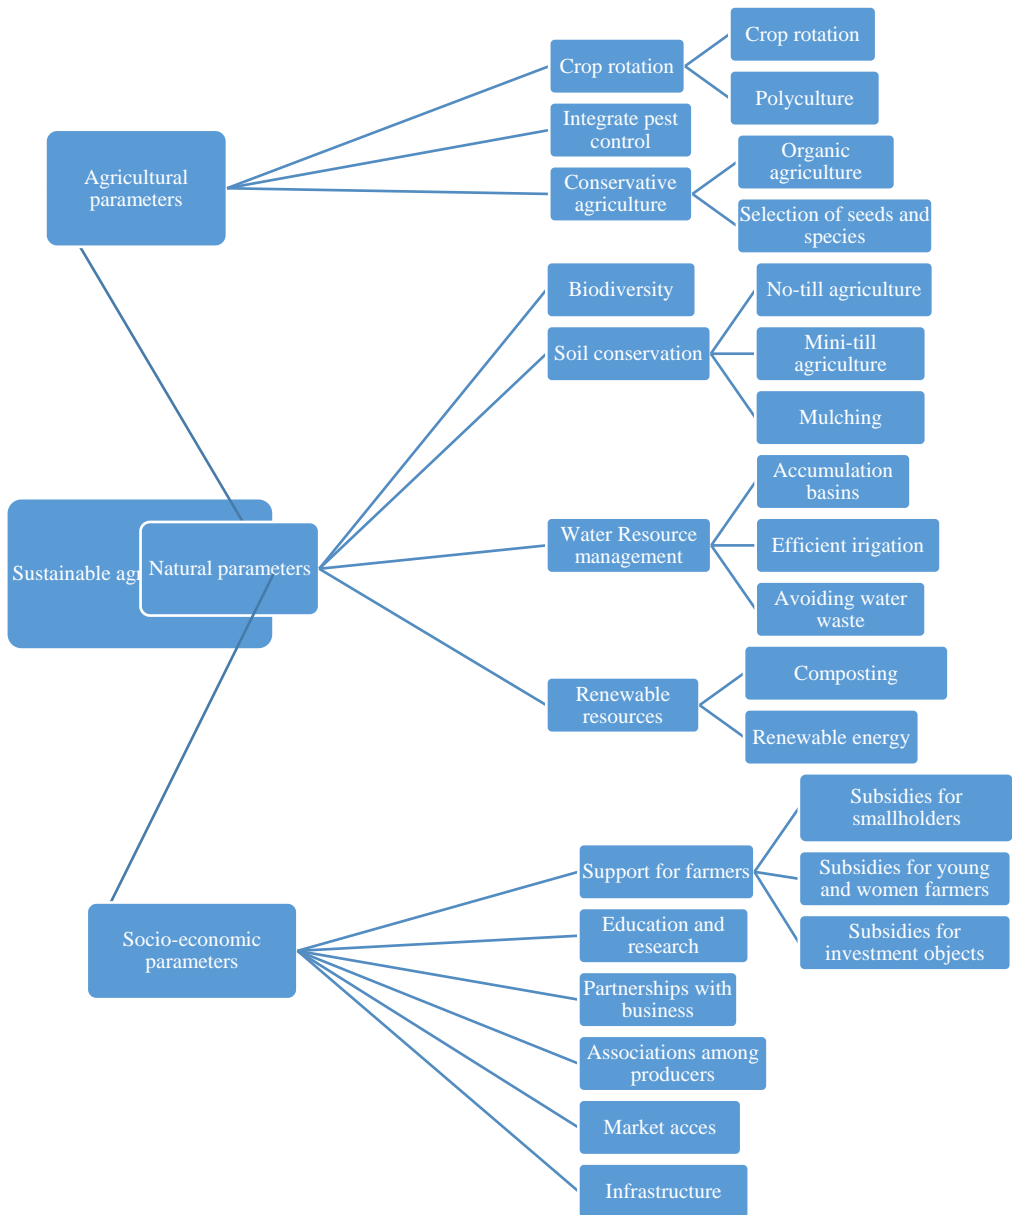 Crop rotation
Crop rotation
Polyculture
Integrate pest
control
Agricultural
parameters
Conservative
agriculture
Organic
agriculture
Selection of seeds and
species
Biodiversity
No-till agriculture
Soil conservation
Mini-till
agriculture
Mulching
Accumulation
basins
Water Resource
management
Efficient irigation
Avoiding water
waste
Sustainable
Natural parameters
Renewable
resources
Composting
Renewable energy
Subsidies for
smallholders
Support for farmers
Subsidies for young
and women farmers
Subsidies for
investment objects
Education and
research
Socio-economic
parameters
Partnerships with
business
Associations among
producers
Market acces
Infrastructure